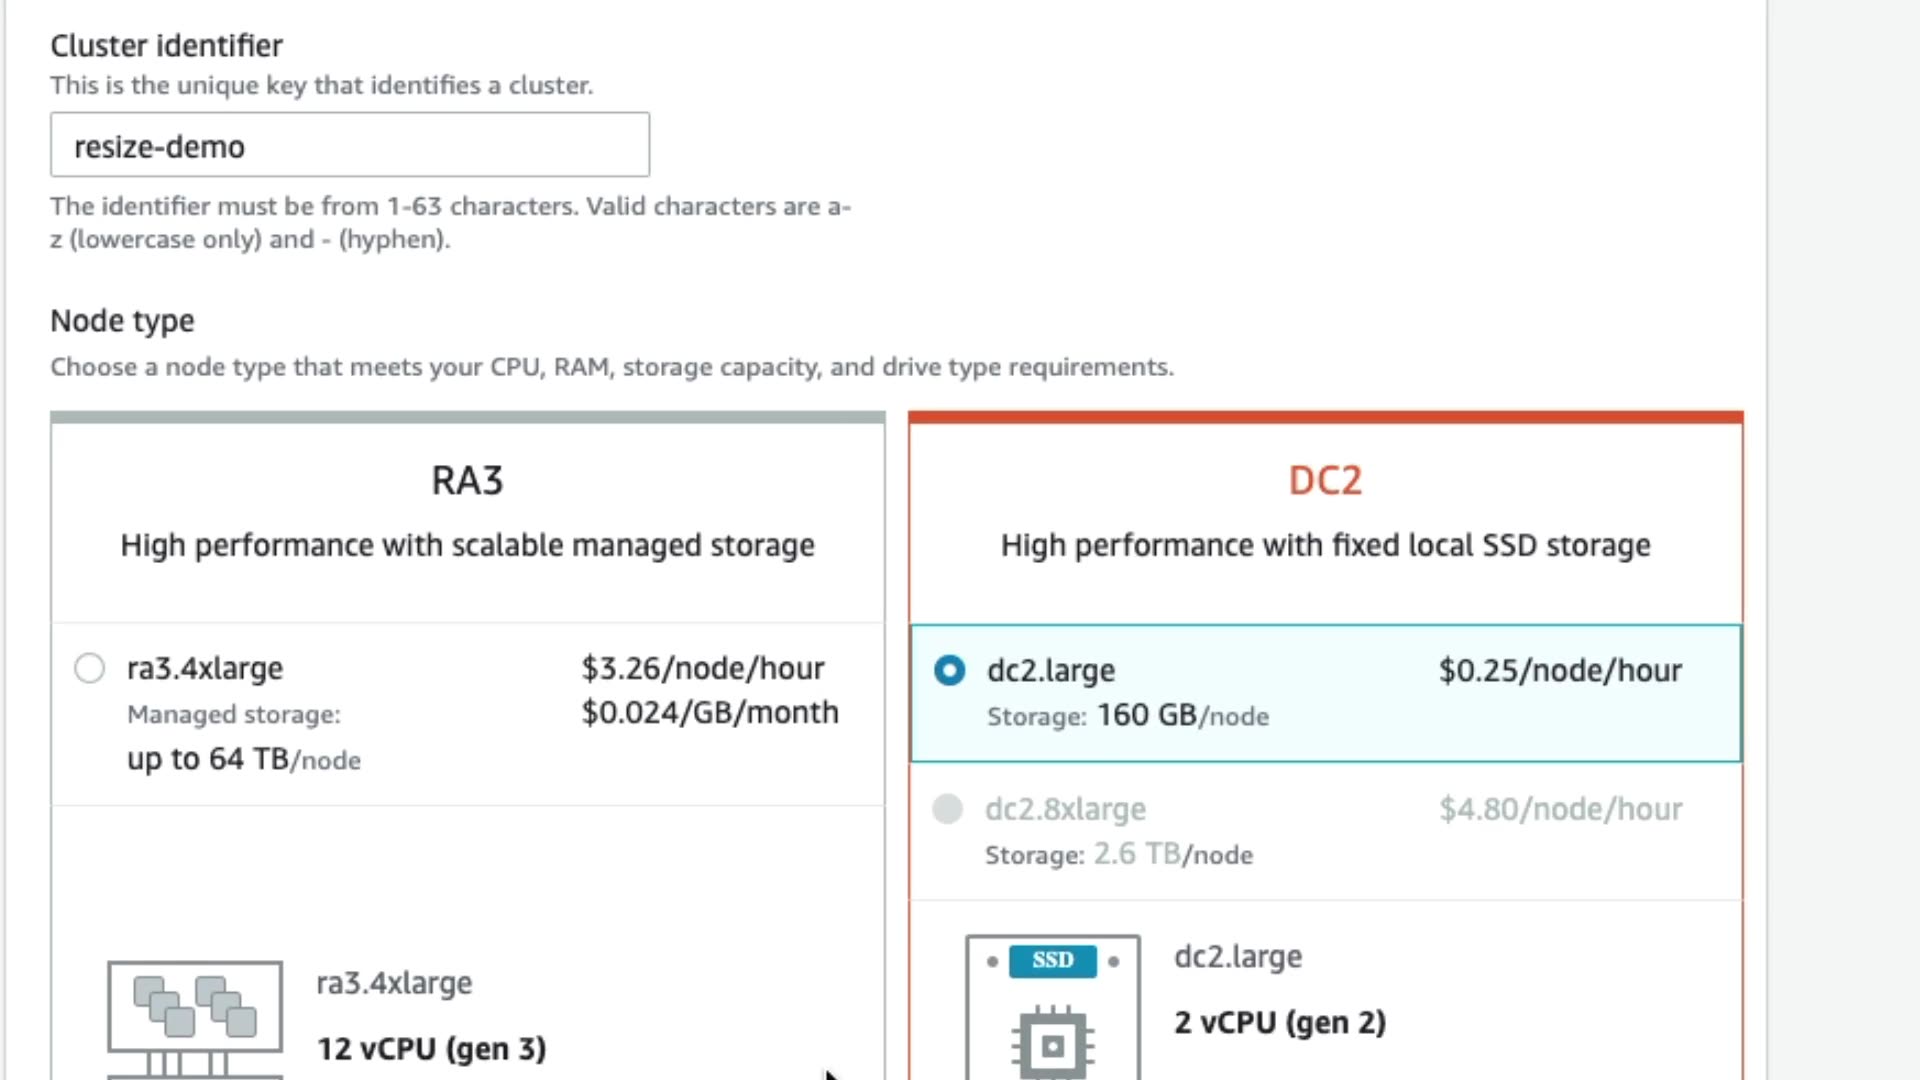 Cluster identifier
This is the unique key that identifies a cluster.
resize-demo
The identifier must be from 1-63 characters. Valid characters are a-
z (lowercase only) and - (hyphen).
Node type
Choose a node type that meets your CPU, RAM, storage capacity, and drive type requirements.
RA3
High performance with scalable managed storage
ra3.4xlarge $3.26/node/hour
Managed storage: $0.024/GB/month
up to 64 TB/node
ra3.4xlarge
12 vCPU (gen 3)
DC2
High performance with fixed local SSD storage
dc2.large $0.25/node/hour
Storage: 160 GB/node
dc2.8xlarge $4.80/node/hour
Storage: 2.6 TB/node
SSD
dc2.large
2 vCPU (gen 2)